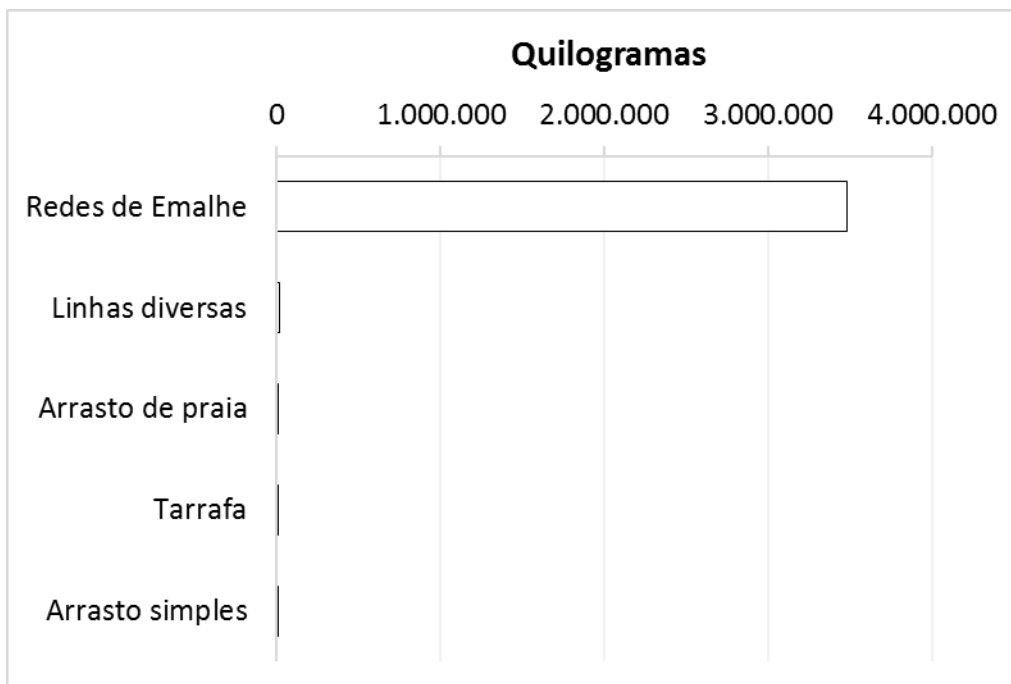 Quilogramas
0 1.000.000 2.000.000 3.000.000 4.000.000
Redes de Emalhe
Linhas diversas
Arrasto de praia
Tarrafa
Arrasto simples